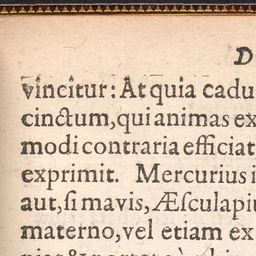 D
vincitur: At quia cadu
cinctum, qui animas ex
modi contraria efficiat
exprimit. Mercurius i
aut, si mavis, Æsculapiu
materno, vel etiam ex